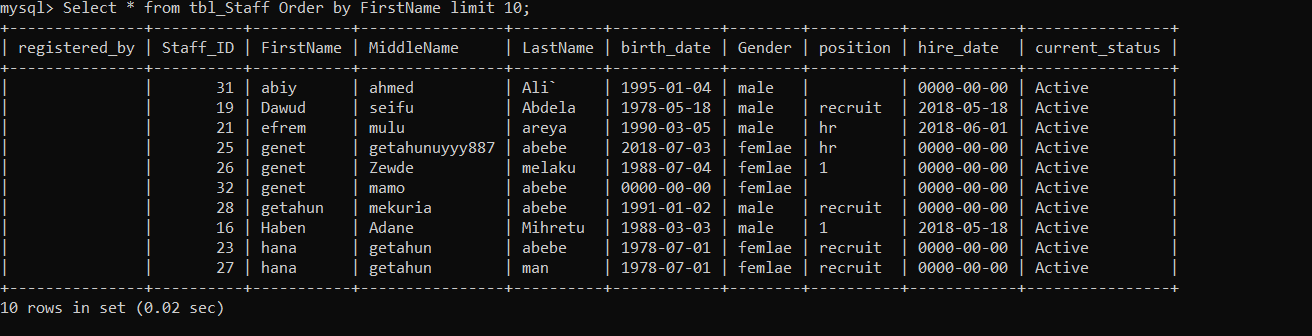 mysql> Select * from tbl_Staff Order by FirstName limit 10;
+---------------+----------+-----------+---------------+----------+------------+--------+----------+------------+----------------+
| registered_by | Staff_ID | FirstName | MiddleName    | LastName | birth_date | Gender | position | hire_date  | current_status |
+---------------+----------+-----------+---------------+----------+------------+--------+----------+------------+----------------+
|               |       31 | abiy      | ahmed         | Ali`     | 1995-01-04 | male   |          | 0000-00-00 | Active         |
|               |       19 | Dawud     | seifu         | Abdela   | 1978-05-18 | male   | recruit  | 2018-05-18 | Active         |
|               |       21 | efrem     | mulu          | areya    | 1990-03-05 | male   | hr       | 2018-06-01 | Active         |
|               |       25 | genet     | getahunuyyy887 | abebe    | 2018-07-03 | femlae | hr       | 0000-00-00 | Active         |
|               |       26 | genet     | Zewde         | melaku   | 1988-07-04 | femlae | 1        | 0000-00-00 | Active         |
|               |       32 | genet     | mamo          | abebe    | 0000-00-00 | femlae |          | 0000-00-00 | Active         |
|               |       28 | getahun   | mekuria       | abebe    | 1991-01-02 | male   | recruit  | 0000-00-00 | Active         |
|               |       16 | Haben     | Adane         | Mihretu  | 1988-03-03 | male   | 1        | 2018-05-18 | Active         |
|               |       23 | hana      | getahun       | abebe    | 1978-07-01 | femlae | recruit  | 0000-00-00 | Active         |
|               |       27 | hana      | getahun       | man      | 1978-07-01 | femlae | recruit  | 0000-00-00 | Active         |
+---------------+----------+-----------+---------------+----------+------------+--------+----------+------------+----------------+
10 rows in set (0.02 sec)